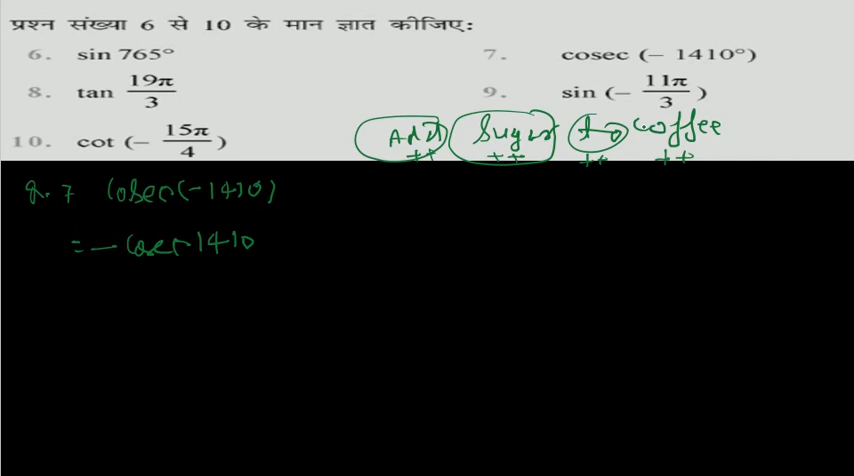 प्रश्न संख्या 6 से 10 के मान ज्ञात कीजिए:
6. sin 765° 7. cosec (– 1410°)
8. tan 19π/3 9. sin (– 11π/3)
10. cot (– 15π/4) Add Sugar to coffee
++ ++ ++ ++
Q. 7 Cosec(-1410)
= - Cosec 1410